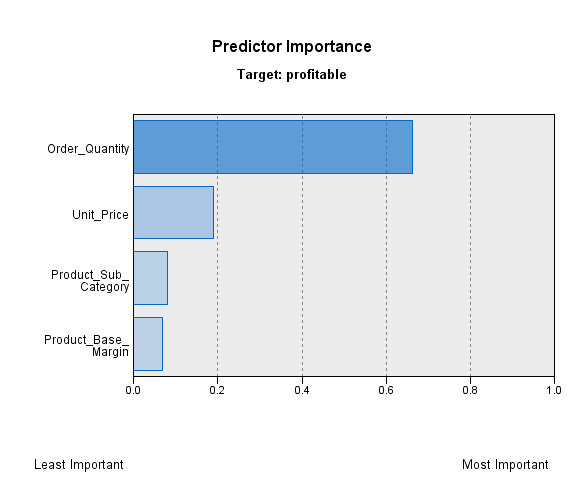 Predictor Importance
Target: profitable
Order_Quantity
Unit_Price
Product_Sub_
Category
Product_Base_
Margin
0.0 0.2 0.4 0.6 0.8 1.0
Least Important Most Important